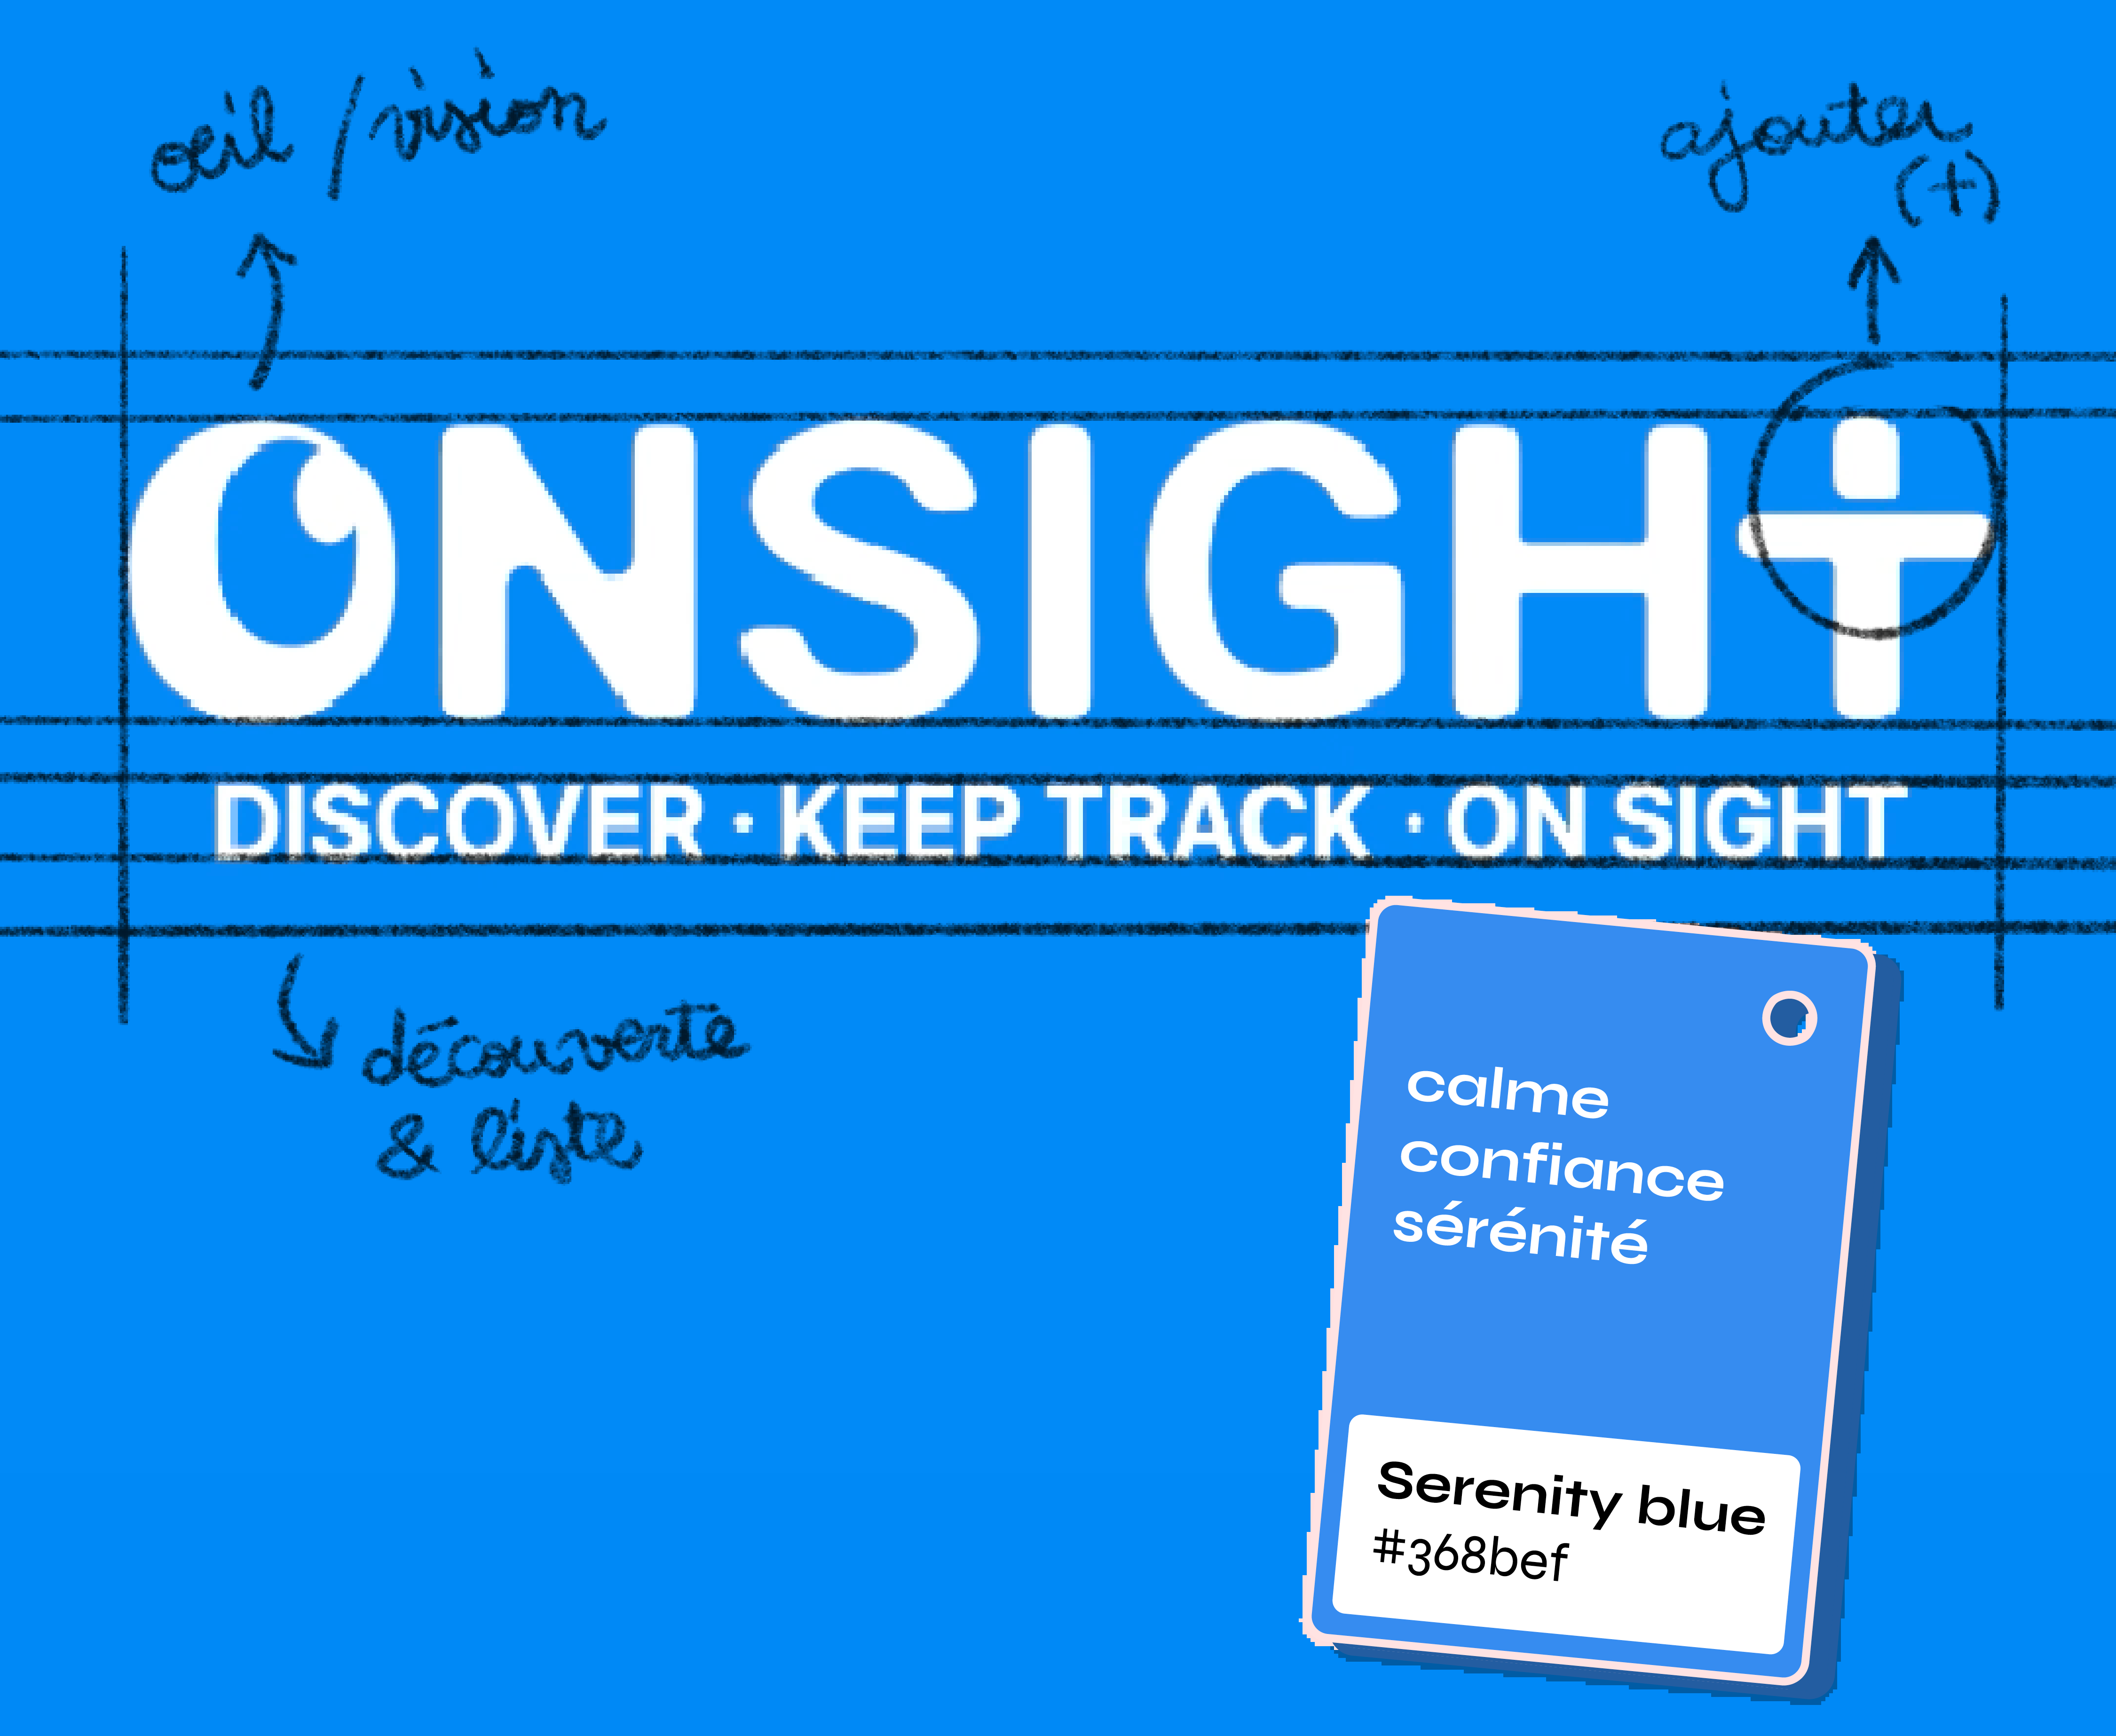 oeil / vision
ajouter
(+)
ONSIGHT
DISCOVER · KEEP TRACK · ON SIGHT
découverte
& liste
calme
confiance
sérénité
Serenity blue
#368bef